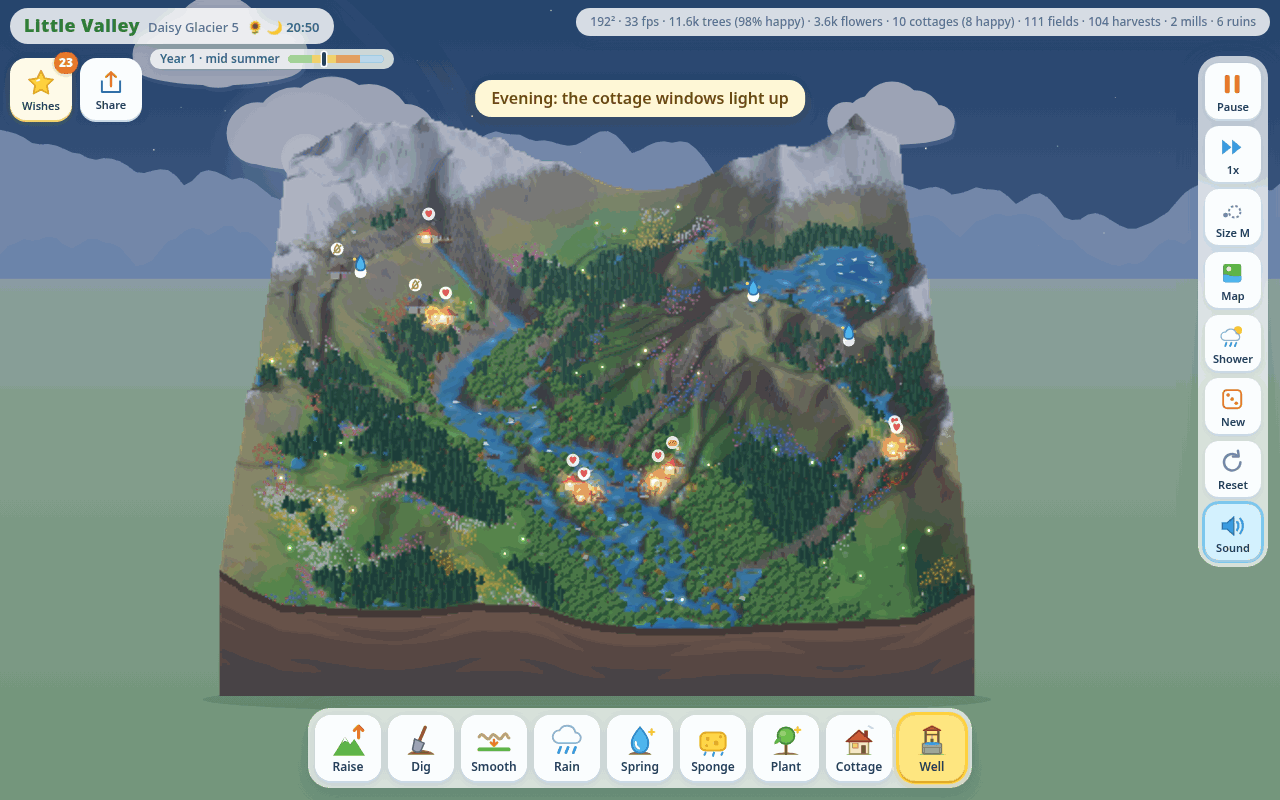 Little Valley Daisy Glacier 5 20:50
192² · 33 fps · 11.6k trees (98% happy) · 3.6k flowers · 10 cottages (8 happy) · 111 fields · 104 harvests · 2 mills · 6 ruins
Year 1 · mid summer
23
Wishes
Share
Evening: the cottage windows light up
Pause
1x
Size M
Map
Shower
New
Reset
Sound
Raise
Dig
Smooth
Rain
Spring
Sponge
Plant
Cottage
Well